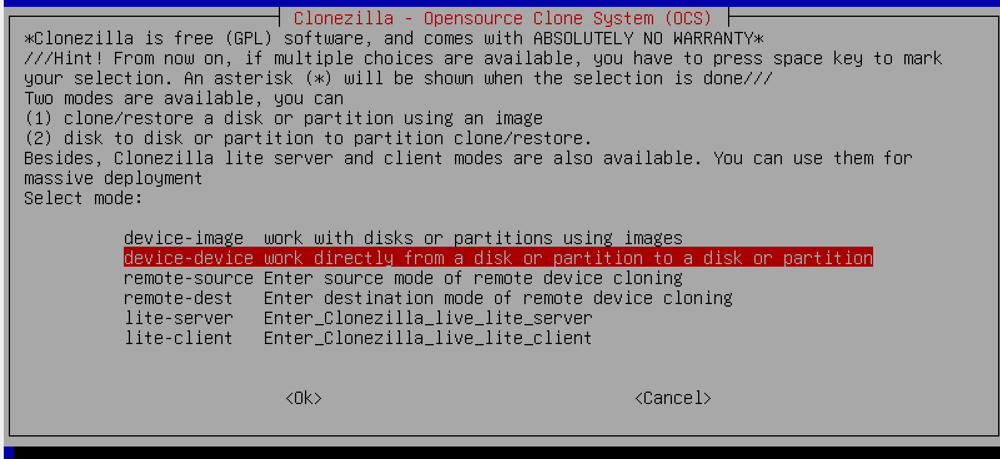 Clonezilla - Opensource Clone System (OCS)
*Clonezilla is free (GPL) software, and comes with ABSOLUTELY NO WARRANTY*
///Hint! From now on, if multiple choices are available, you have to press space key to mark
your selection. An asterisk (*) will be shown when the selection is done///
Two modes are available, you can
(1) clone/restore a disk or partition using an image
(2) disk to disk or partition to partition clone/restore.
Besides, Clonezilla lite server and client modes are also available. You can use them for
massive deployment
Select mode:
device-image  work with disks or partitions using images
device-device work directly from a disk or partition to a disk or partition
remote-source Enter source mode of remote device cloning
remote-dest   Enter destination mode of remote device cloning
lite-server   Enter_Clonezilla_live_lite_server
lite-client   Enter_Clonezilla_live_lite_client
<Ok> <Cancel>